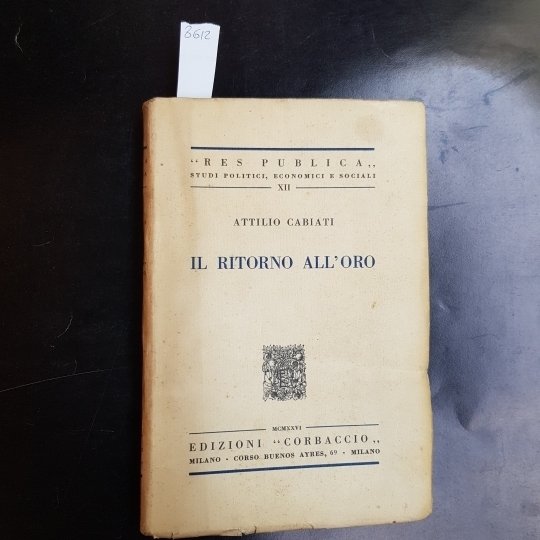 3612
“RES PUBLICA„
STUDI POLITICI, ECONOMICI E SOCIALI
XII
ATTILIO CABIATI
IL RITORNO ALL'ORO
MCMXXVI
EDIZIONI “CORBACCIO„
MILANO - CORSO BUENOS AYRES, 69 - MILANO